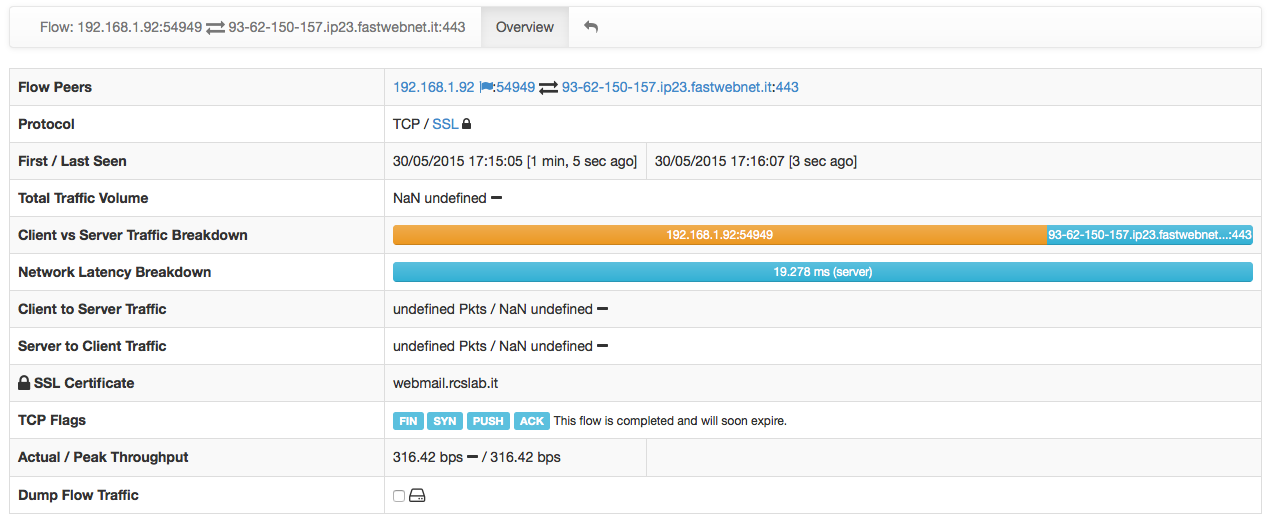 Flow: 192.168.1.92:54949 93-62-150-157.ip23.fastwebnet.it:443 Overview
Flow Peers 192.168.1.92 :54949 93-62-150-157.ip23.fastwebnet.it:443
Protocol TCP / SSL
First / Last Seen 30/05/2015 17:15:05 [1 min, 5 sec ago] 30/05/2015 17:16:07 [3 sec ago]
Total Traffic Volume NaN undefined
Client vs Server Traffic Breakdown 192.168.1.92:54949 93-62-150-157.ip23.fastwebnet...:443
Network Latency Breakdown 19.278 ms (server)
Client to Server Traffic undefined Pkts / NaN undefined
Server to Client Traffic undefined Pkts / NaN undefined
SSL Certificate webmail.rcslab.it
TCP Flags FIN SYN PUSH ACK This flow is completed and will soon expire.
Actual / Peak Throughput 316.42 bps / 316.42 bps
Dump Flow Traffic